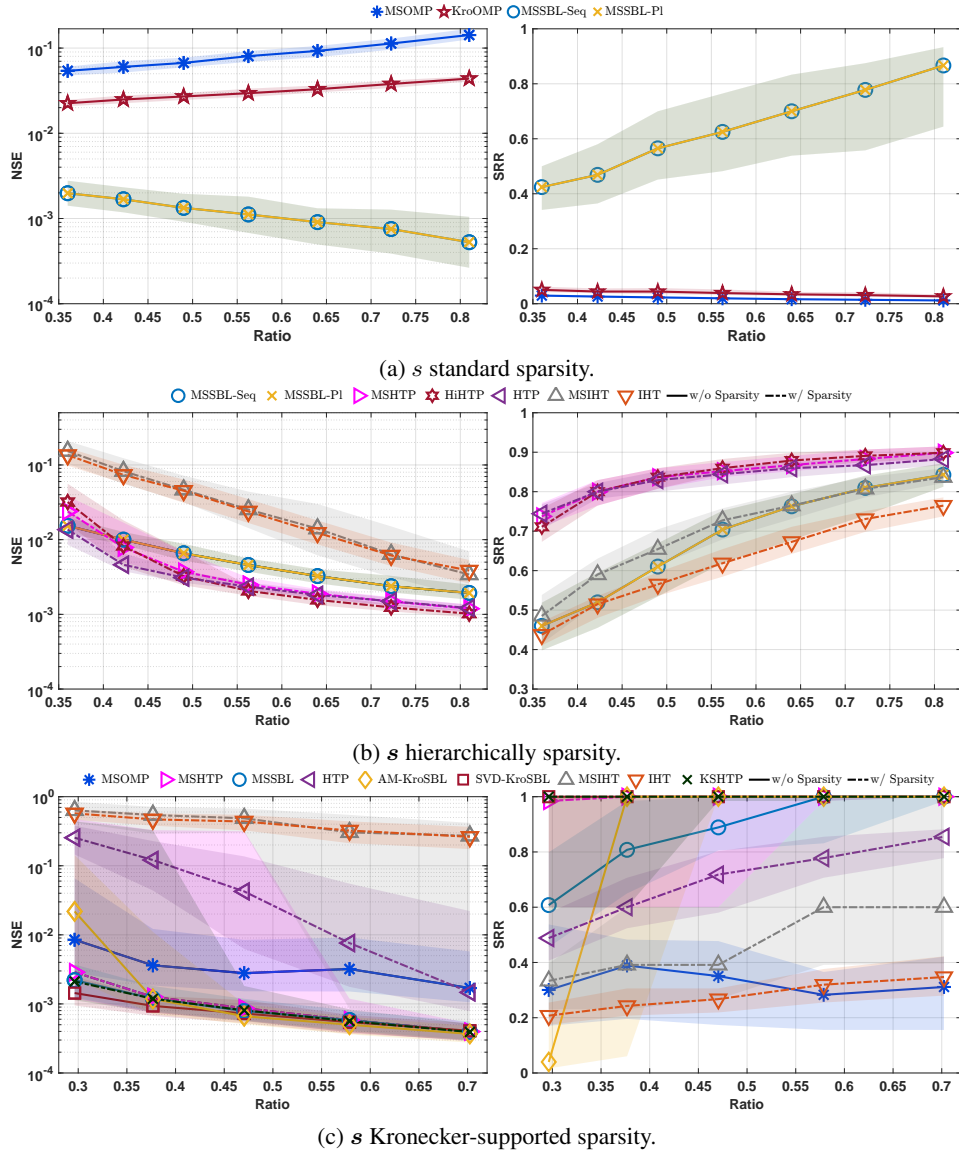 MSOMP KroOMP MSSBL-Seq MSSBL-Pl
10^-1
10^-2
10^-3
10^-4
NSE
0.35 0.4 0.45 0.5 0.55 0.6 0.65 0.7 0.75 0.8
Ratio
1
0.8
0.6
0.4
0.2
0
SRR
0.35 0.4 0.45 0.5 0.55 0.6 0.65 0.7 0.75 0.8
Ratio
(a) s standard sparsity.
MSSBL-Seq MSSBL-Pl MSHTP HiHTP HTP MSIHT IHT w/o Sparsity w/ Sparsity
10^-1
10^-2
10^-3
10^-4
NSE
0.35 0.4 0.45 0.5 0.55 0.6 0.65 0.7 0.75 0.8
Ratio
1
0.9
0.8
0.7
0.6
0.5
0.4
0.3
SRR
0.35 0.4 0.45 0.5 0.55 0.6 0.65 0.7 0.75 0.8
Ratio
(b) s hierarchically sparsity.
MSOMP MSHTP MSSBL HTP AM-KroSBL SVD-KroSBL MSIHT IHT KSHTP w/o Sparsity w/ Sparsity
10^0
10^-1
10^-2
10^-3
10^-4
NSE
0.3 0.35 0.4 0.45 0.5 0.55 0.6 0.65 0.7
Ratio
1
0.8
0.6
0.4
0.2
0
SRR
0.3 0.35 0.4 0.45 0.5 0.55 0.6 0.65 0.7
Ratio
(c) s Kronecker-supported sparsity.